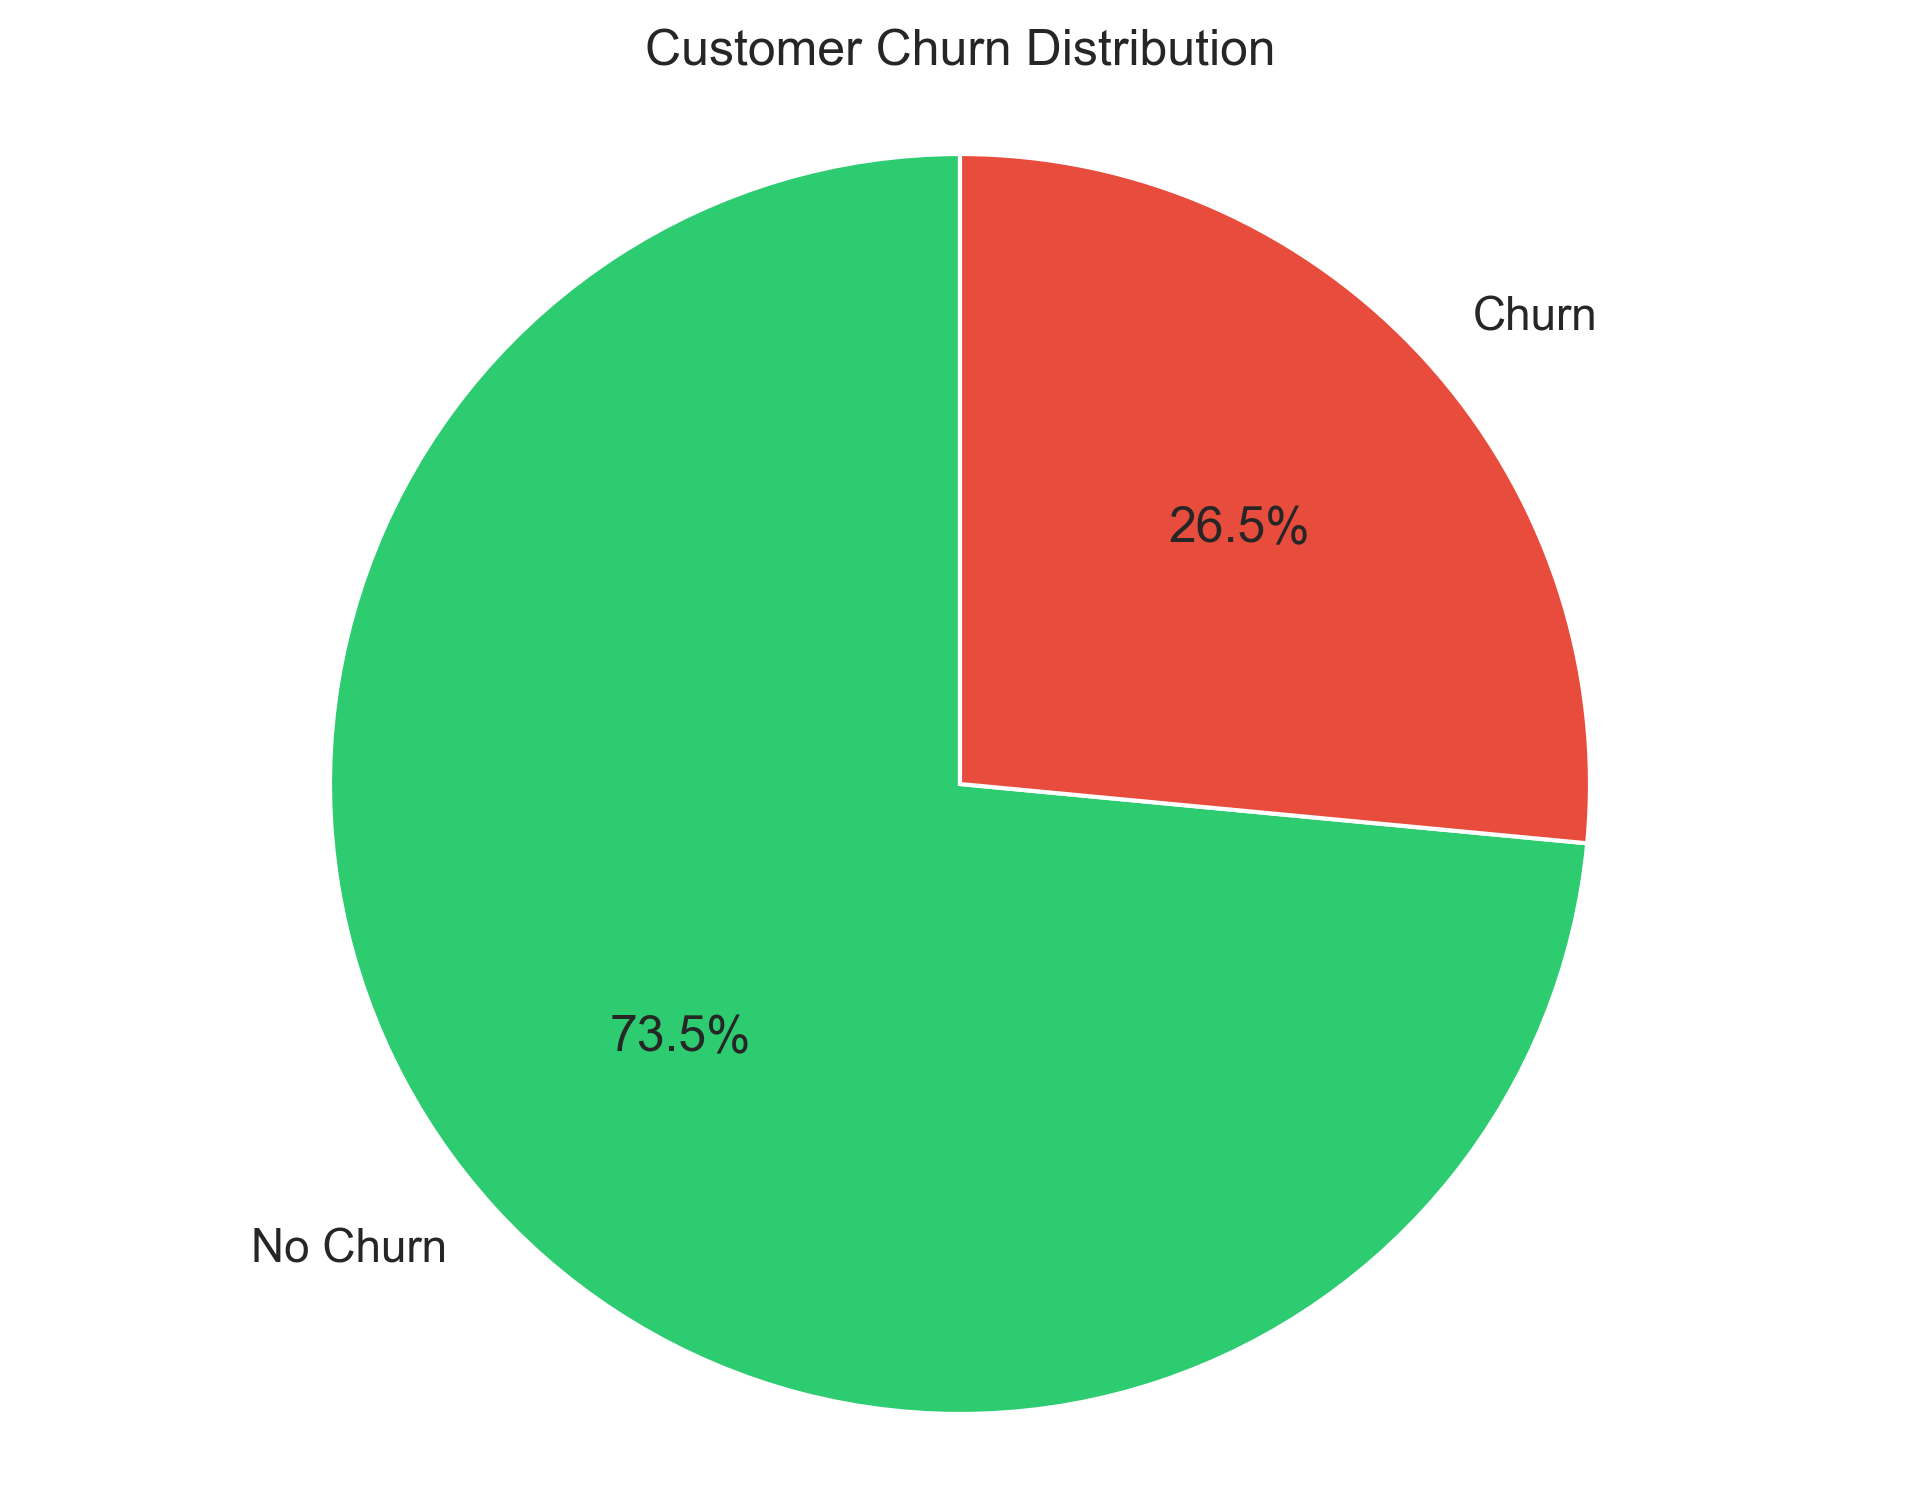 Customer Churn Distribution
Churn
26.5%
73.5%
No Churn